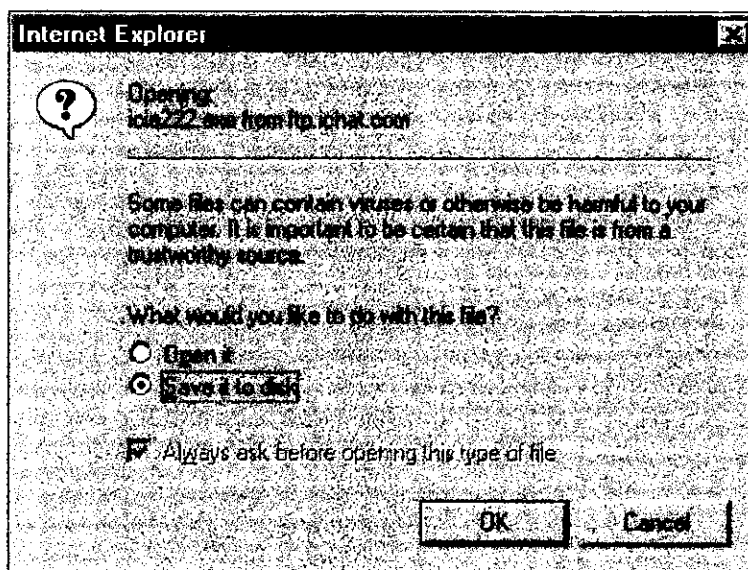 Internet Explorer
Opening:
icie222.exe from ftp.ichat.com
Some files can contain viruses or otherwise be harmful to your
computer. It is important to be certain that this file is from a
trustworthy source.
What would you like to do with this file?
Open it
Save it to disk
Always ask before opening this type of file
OK
Cancel